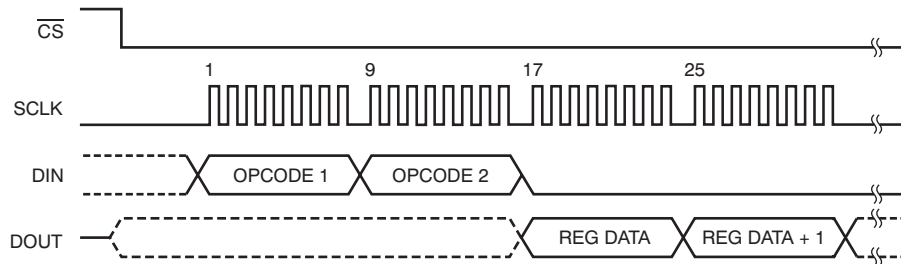 CS
1 9 17 25
SCLK
DIN OPCODE 1 OPCODE 2
DOUT REG DATA REG DATA + 1